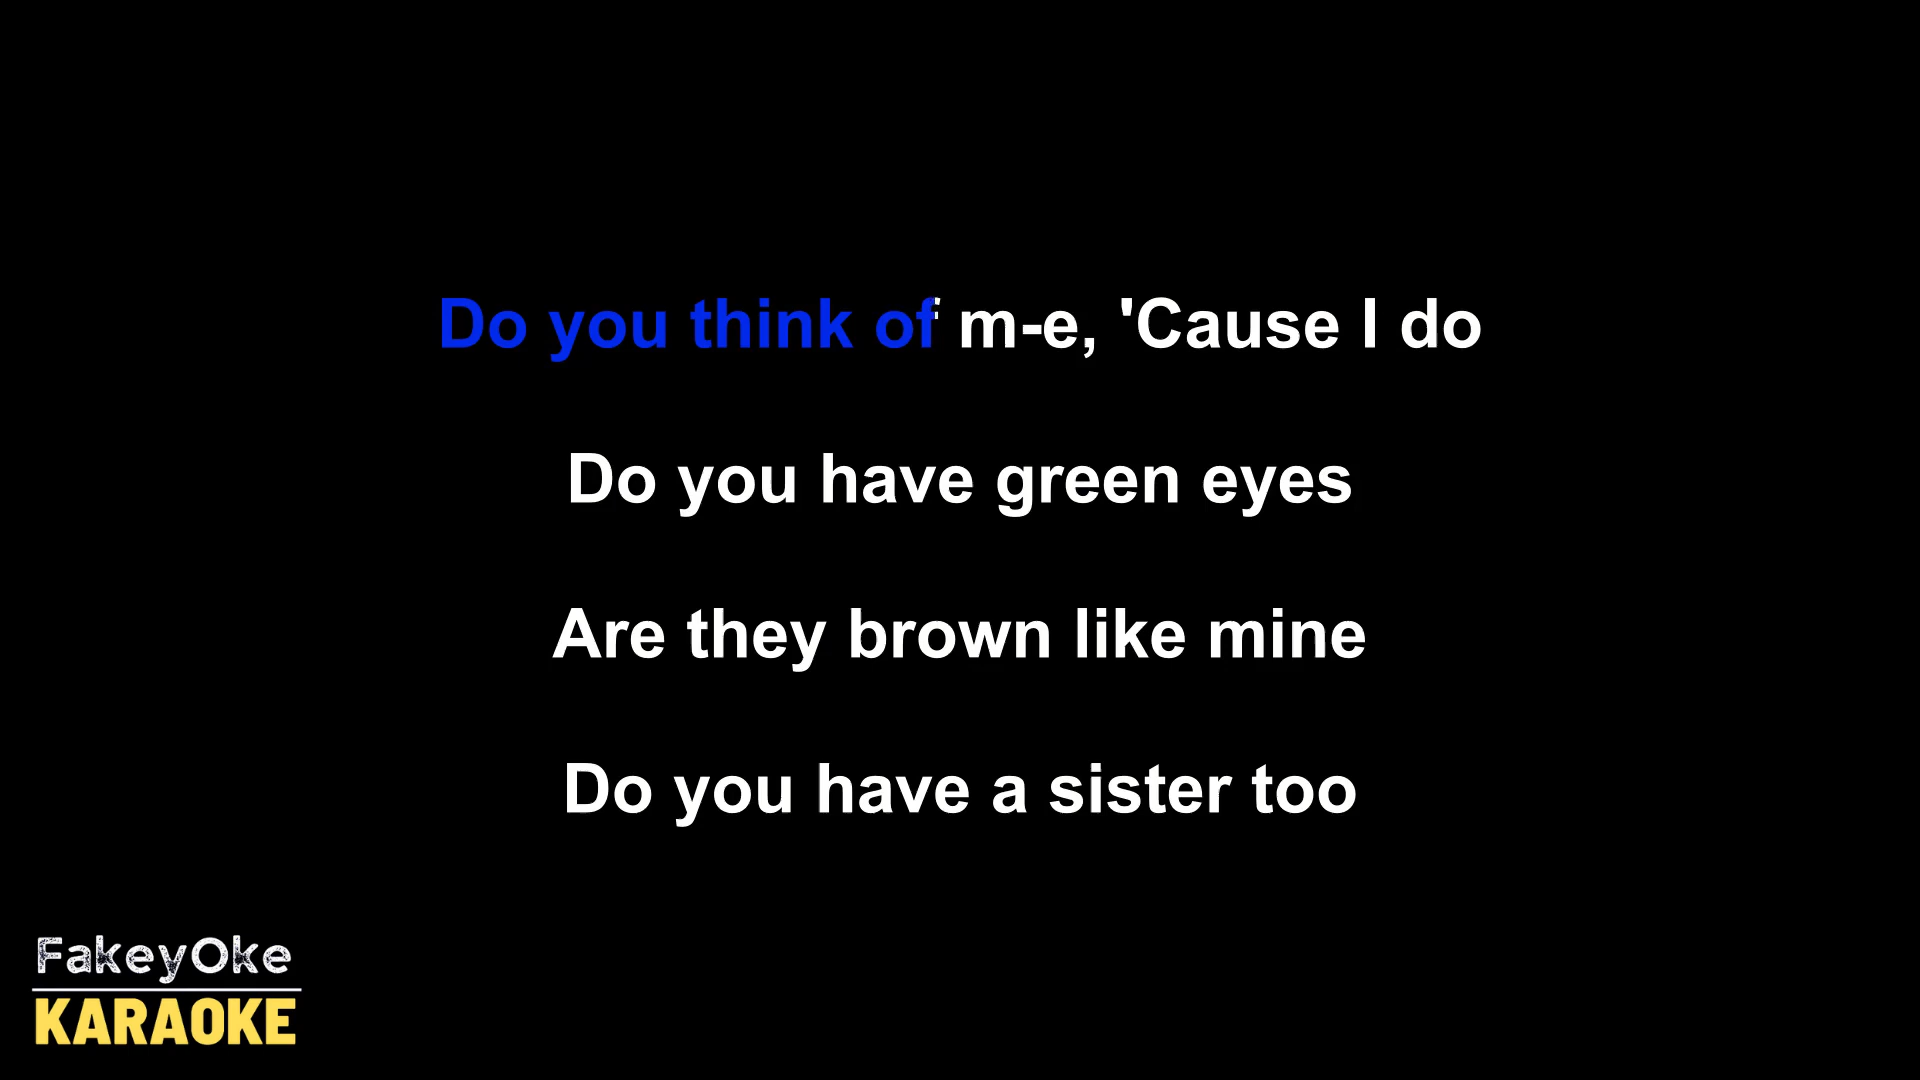 Do you think of m-e, 'Cause I do
Do you have green eyes
Are they brown like mine
Do you have a sister too
FakeyOke
KARAOKE